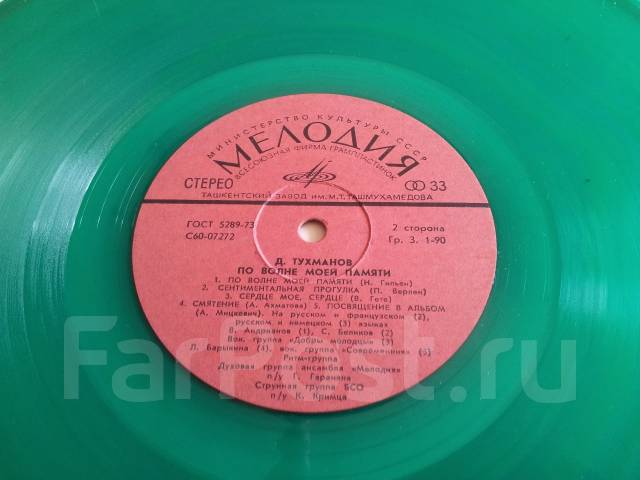 МИНИСТЕРСТВО КУЛЬТУРЫ СССР
МЕЛОДИЯ
ВСЕСОЮЗНАЯ ФИРМА ГРАМПЛАСТИНОК
СТЕРЕО
33
ТАШКЕНТСКИЙ ЗАВОД ИМ. М.Т. ТАШМУХАМЕДОВА
ГОСТ 5289-73
2 сторона
С60-07272
Гр. 3. 1-90
Д. ТУХМАНОВ
ПО ВОЛНЕ МОЕЙ ПАМЯТИ
1. ПО ВОЛНЕ МОЕЙ ПАМЯТИ (Н. Гильен)
2. СЕНТИМЕНТАЛЬНАЯ ПРОГУЛКА (П. Верлен)
3. СЕРДЦЕ МОЕ, СЕРДЦЕ (В. Гете)
4. СМЯТЕНИЕ (А. Ахматова) 5. ПОСВЯЩЕНИЕ В АЛЬБОМ
(А. Мицкевич). На русском и французском (2),
русском и немецком (3) языках
В. Андрианов (1), С. Беликов (2)
Вок. группа «Добры молодцы» (3)
Л. Барыкина (4), вок. группа «Современник» (5)
Ритм-группа
Духовая группа ансамбля «Мелодия»
п/у Г. Гараняна
Струнная группа БСО
п/у К. Кримца
FarPost.ru